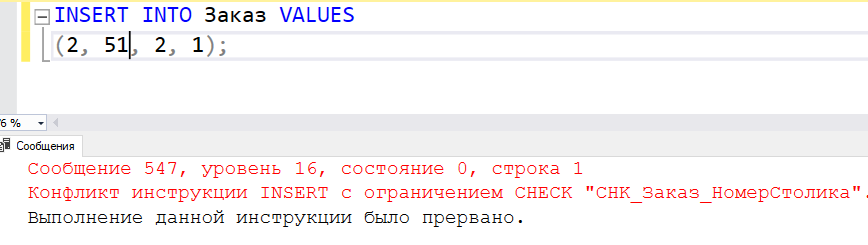 INSERT INTO Заказ VALUES
(2, 51, 2, 1);
76 %
Сообщения
Сообщение 547, уровень 16, состояние 0, строка 1
Конфликт инструкции INSERT с ограничением CHECK "CHK_Заказ_НомерСтолика".
Выполнение данной инструкции было прервано.